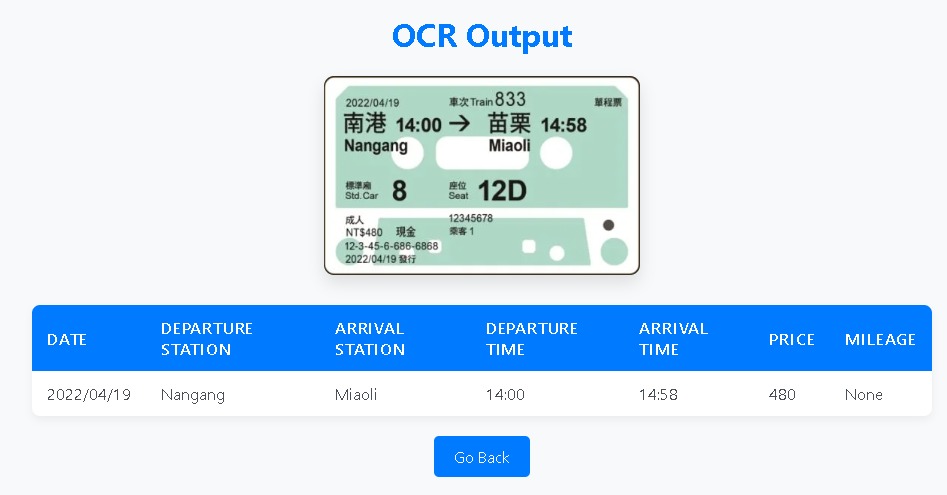 OCR Output
2022/04/19 車次Train833 單程票
南港 14:00 → 苗栗 14:58
Nangang Miaoli
標準廂 Std.Car 8 座位 Seat 12D
成人 12345678
NT$480 現金 乘客 1
12-3-45-6-686-6868
2022/04/19 發行
DATE DEPARTURE STATION ARRIVAL STATION DEPARTURE TIME ARRIVAL TIME PRICE MILEAGE
2022/04/19 Nangang Miaoli 14:00 14:58 480 None
Go Back